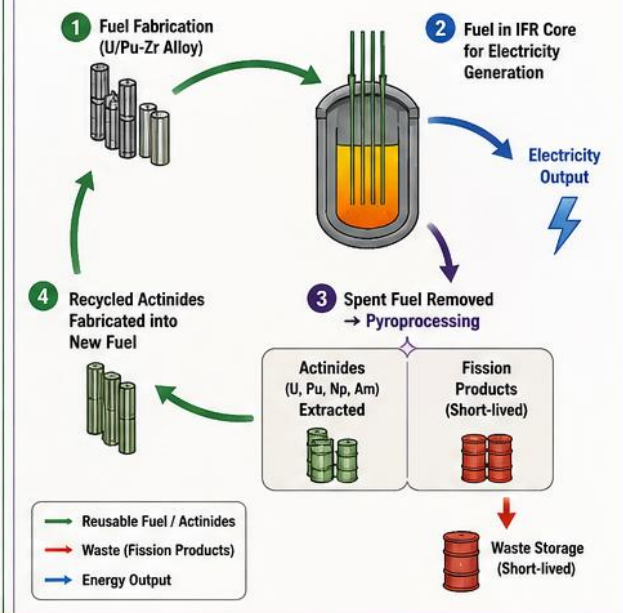 1 Fuel Fabrication
(U/Pu-Zr Alloy)
2 Fuel in IFR Core
for Electricity
Generation
Electricity
Output
3 Spent Fuel Removed
→ Pyroprocessing
4 Recycled Actinides
Fabricated into
New Fuel
Actinides
(U, Pu, Np, Am)
Extracted
Fission
Products
(Short-lived)
Reusable Fuel / Actinides
Waste (Fission Products)
Energy Output
Waste Storage
(Short-lived)